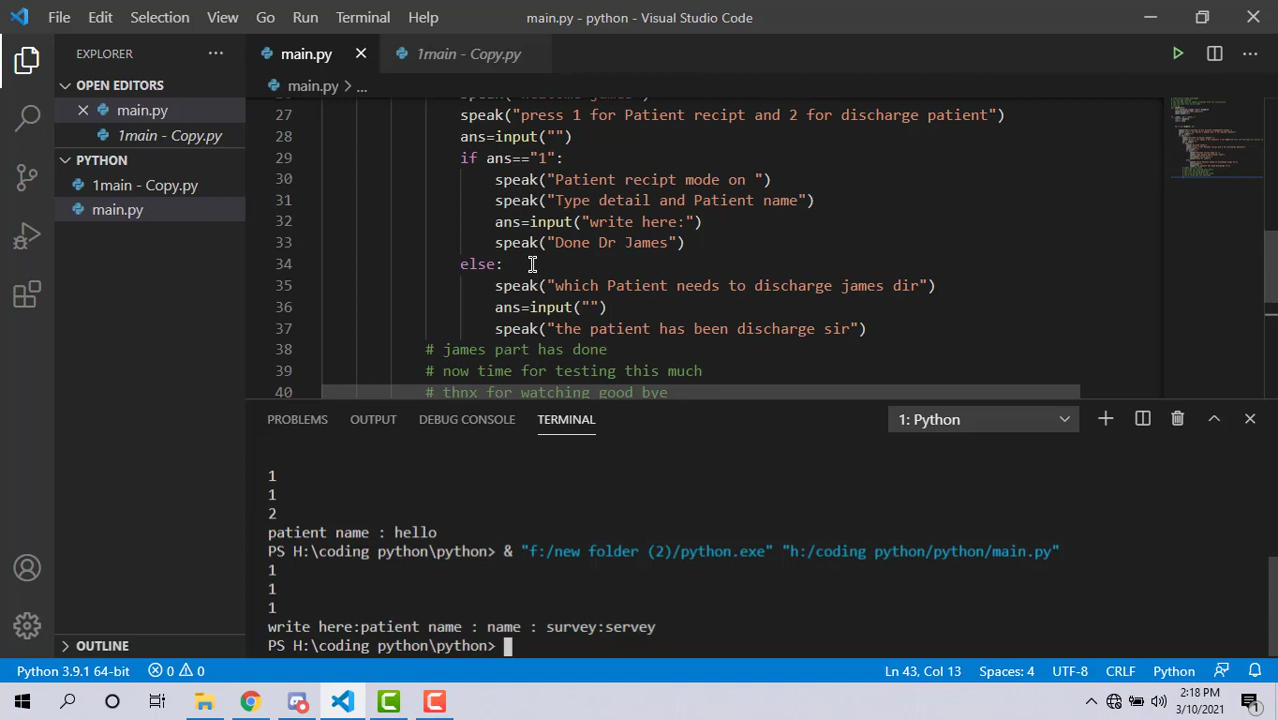 File Edit Selection View Go Run Terminal Help main.py - python - Visual Studio Code
EXPLORER
OPEN EDITORS
main.py
1main - Copy.py
PYTHON
1main - Copy.py
main.py
OUTLINE
main.py 1main - Copy.py
main.py > ...
27 speak("press 1 for Patient recipt and 2 for discharge patient")
28 ans=input("")
29 if ans=="1":
30 speak("Patient recipt mode on ")
31 speak("Type detail and Patient name")
32 ans=input("write here:")
33 speak("Done Dr James")
34 else:
35 speak("which Patient needs to discharge james dir")
36 ans=input("")
37 speak("the patient has been discharge sir")
38 # james part has done
39 # now time for testing this much
40 # thnx for watching good bye
PROBLEMS OUTPUT DEBUG CONSOLE TERMINAL 1: Python
1
1
2
patient name : hello
PS H:\coding python\python> & "f:/new folder (2)/python.exe" "h:/coding python/python/main.py"
1
1
1
write here:patient name : name : survey:servey
PS H:\coding python\python>
Python 3.9.1 64-bit 0 0 Ln 43, Col 13 Spaces: 4 UTF-8 CRLF Python
2:18 PM
3/10/2021
1